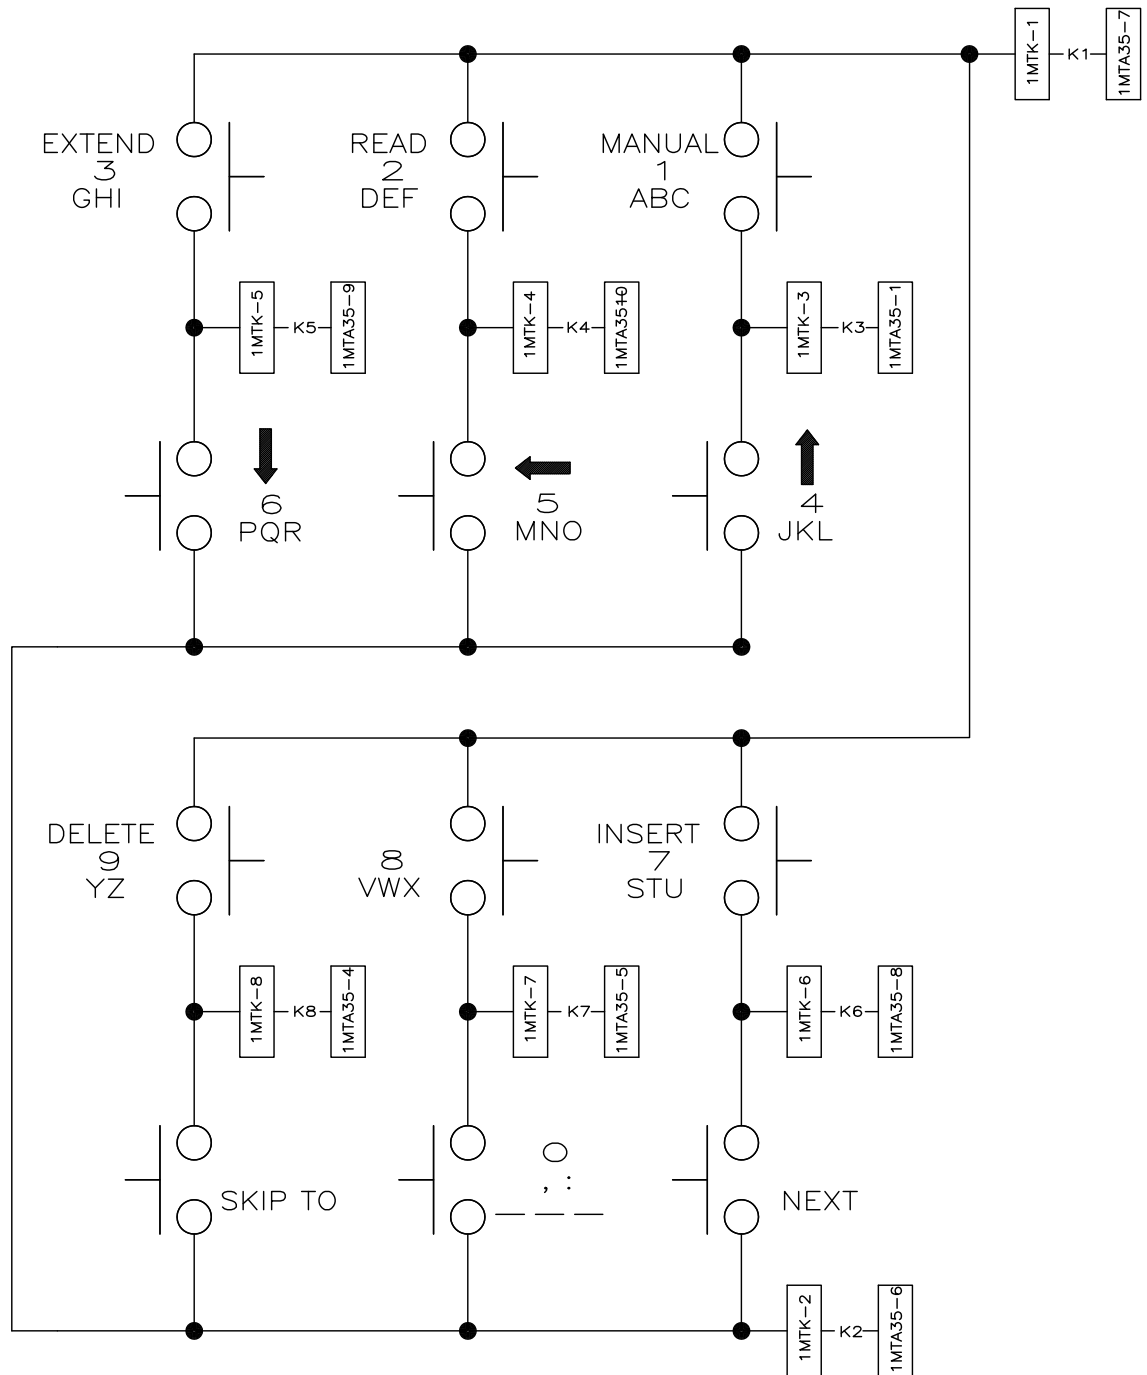 1MTK-1
K1
1MTA35-7
EXTEND
3
GHI
READ
2
DEF
MANUAL
1
ABC
1MTK-5
K5
1MTA35-9
1MTK-4
K4
1MTA35-10
1MTK-3
K3
1MTA35-1
6
PQR
5
MNO
4
JKL
DELETE
9
YZ
8
VWX
INSERT
7
STU
1MTK-8
K8
1MTA35-4
1MTK-7
K7
1MTA35-5
1MTK-6
K6
1MTA35-8
SKIP TO
0
, :
_ _ _
NEXT
1MTK-2
K2
1MTA35-6